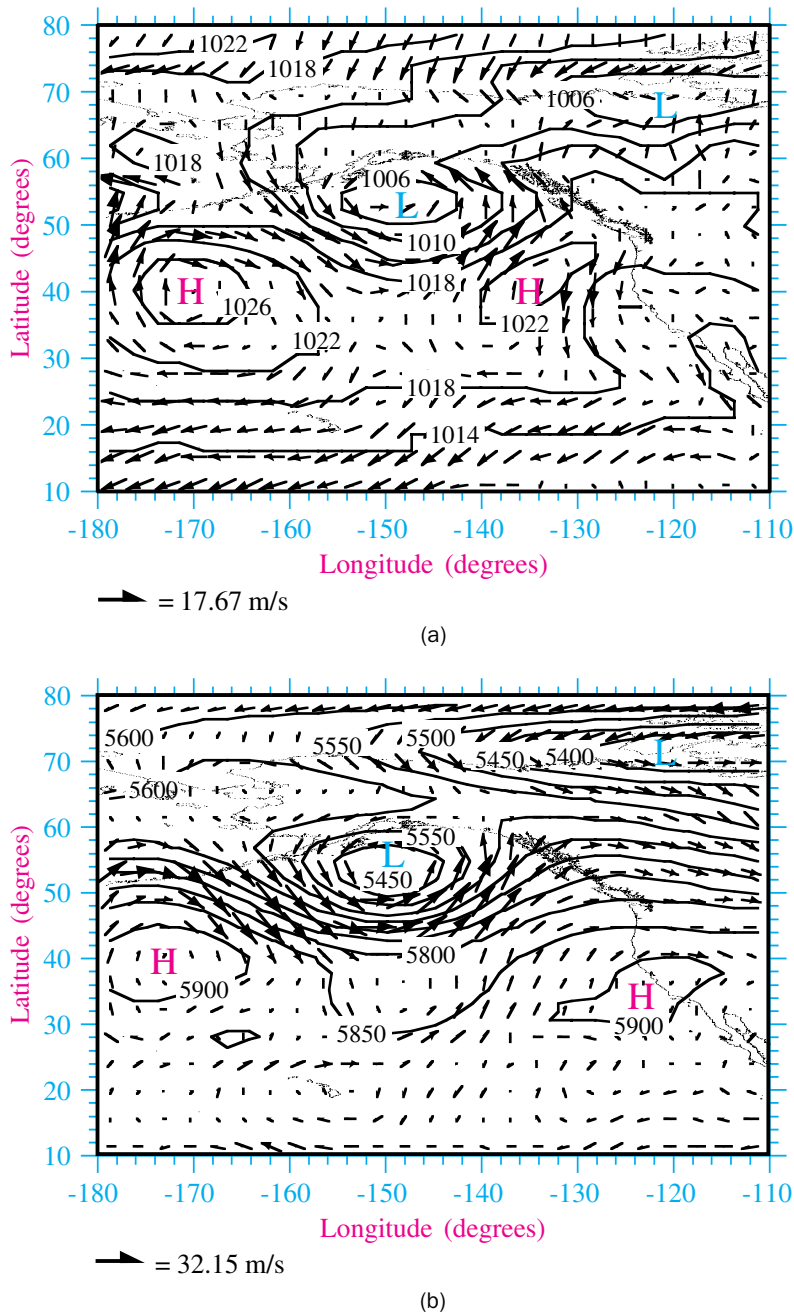 80
70
60
50
40
30
20
10
Latitude (degrees)
1022
1018
1006
L
1018
1006
L
1010
1018
H
1026
H
1022
1022
1018
1014
-180 -170 -160 -150 -140 -130 -120 -110
Longitude (degrees)
= 17.67 m/s
(a)
80
70
60
50
40
30
20
10
Latitude (degrees)
5600
5550
5500
5450
5400
L
5600
5550
L
5450
5800
H
5900
H
5900
5850
-180 -170 -160 -150 -140 -130 -120 -110
Longitude (degrees)
= 32.15 m/s
(b)